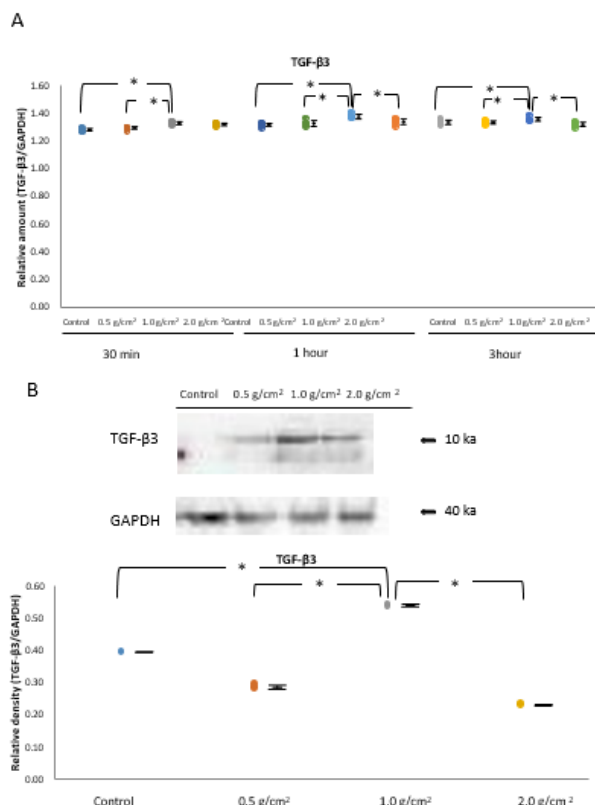 A
TGF-β3
Relative amount (TGF-β3/GAPDH)
1.60
1.40
1.20
1.00
0.80
0.60
0.40
0.20
0.00
* * * * * * * *
Control 0.5 g/cm² 1.0 g/cm² 2.0 g/cm² Control 0.5 g/cm² 1.0 g/cm² 2.0 g/cm² Control 0.5 g/cm² 1.0 g/cm² 2.0 g/cm²
30 min 1 hour 3hour
B
Control 0.5 g/cm² 1.0 g/cm² 2.0 g/cm²
TGF-β3 10 ka
GAPDH 40 ka
TGF-β3
Relative density (TGF-β3/GAPDH)
0.60
0.50
0.40
0.30
0.20
0.10
0.00
* * *
Control 0.5 g/cm² 1.0 g/cm² 2.0 g/cm²